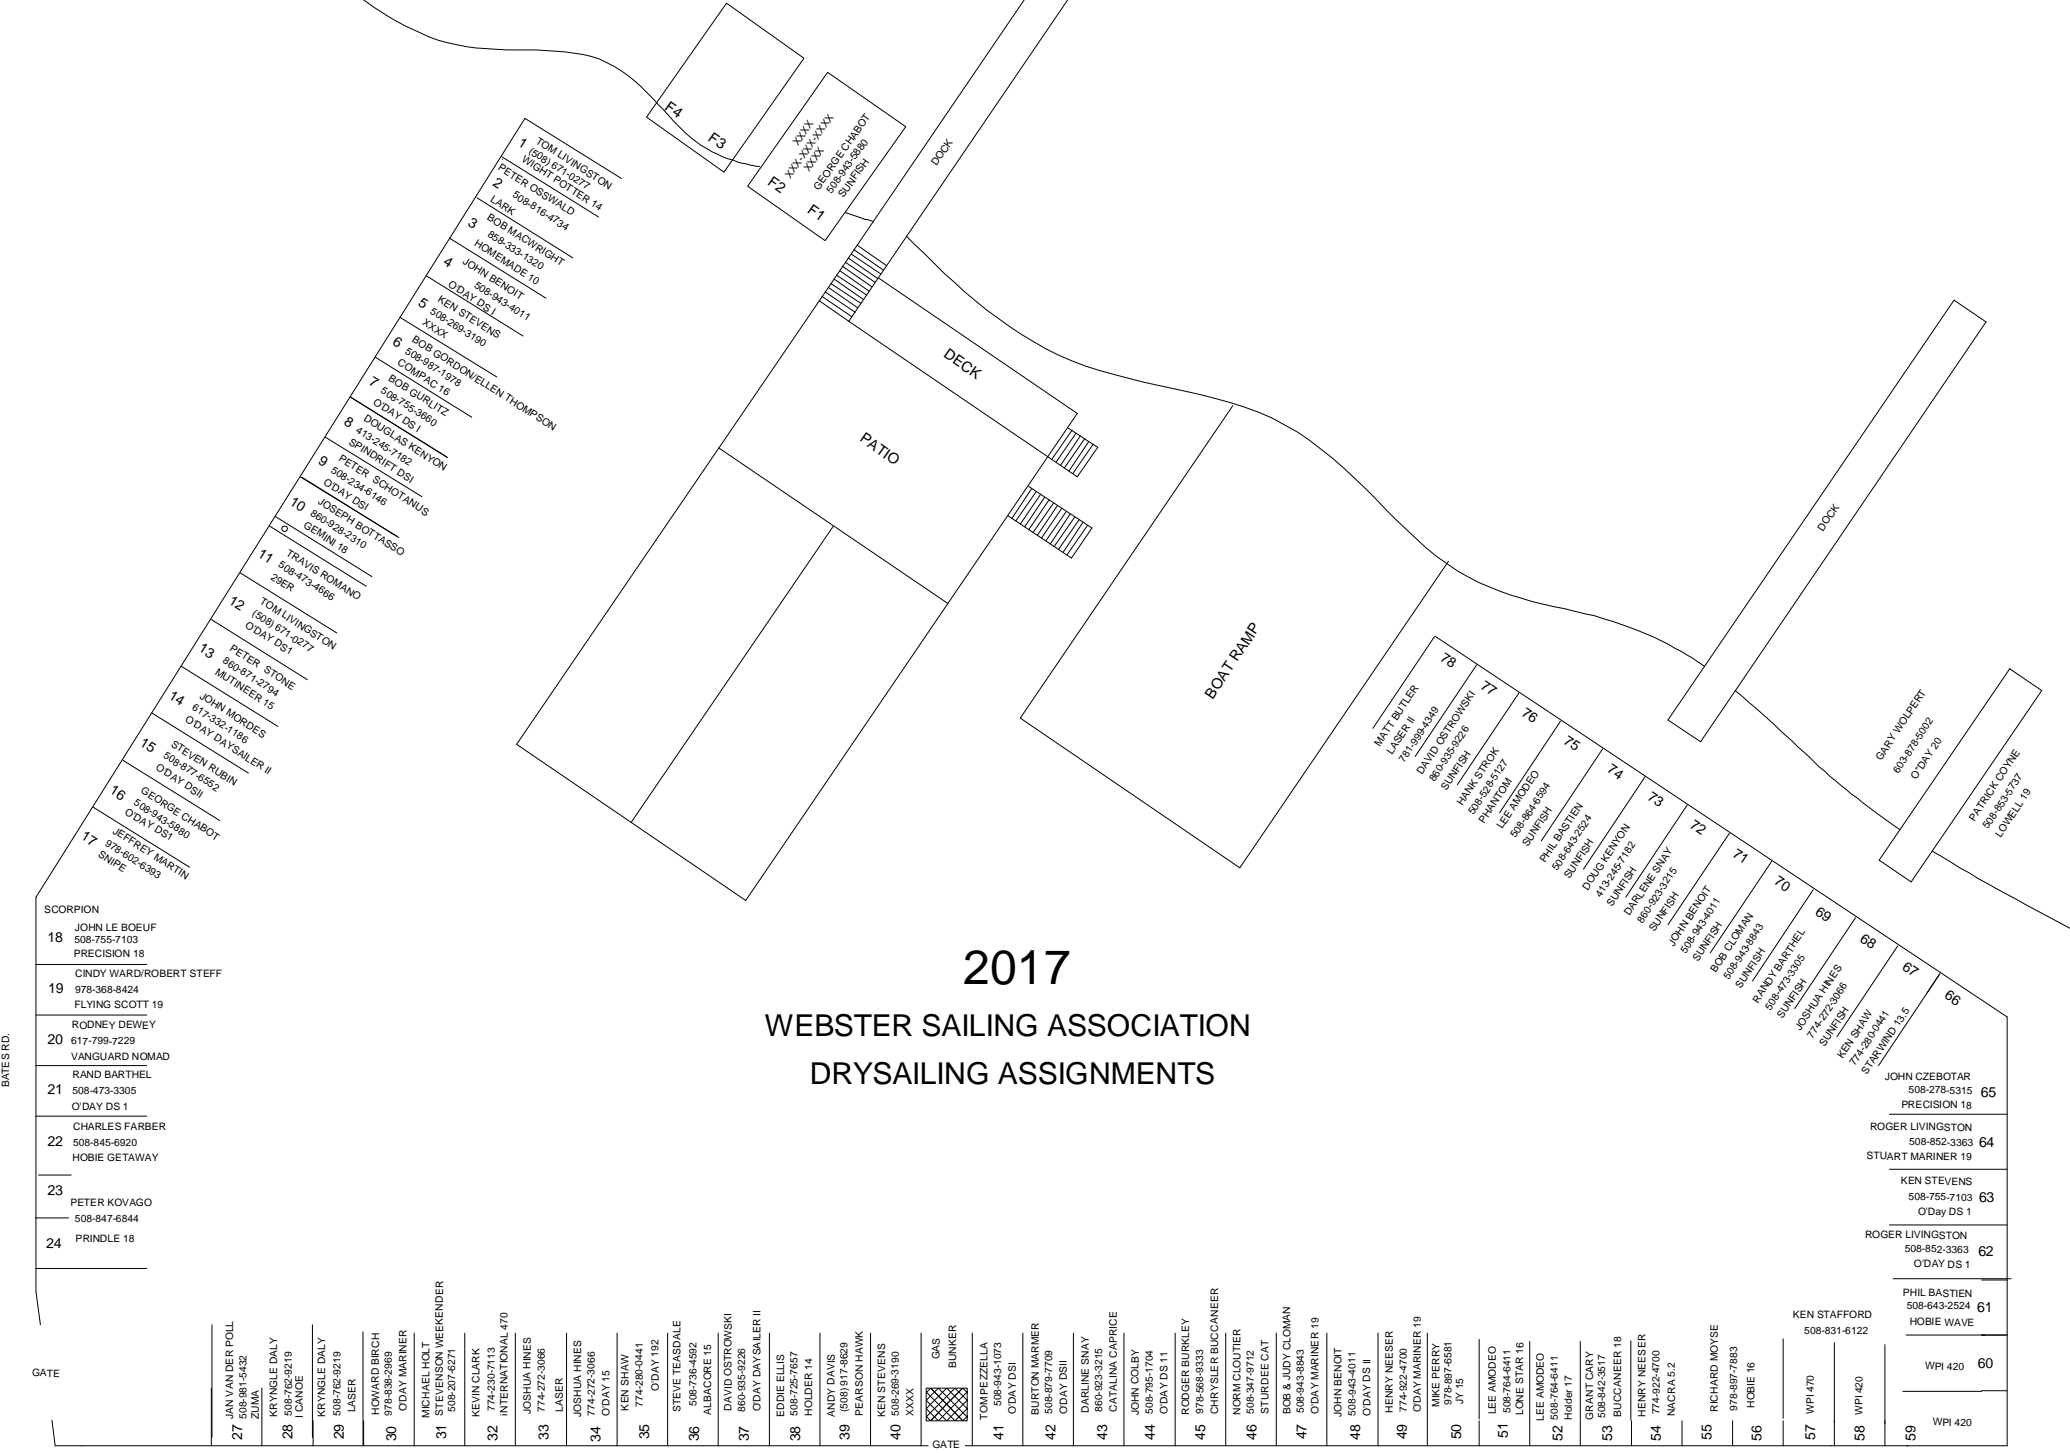 F4
F3
F2
XXXX
XXX-XXX-XXXX
XXXX
GEORGE CHABOT
508-943-5880
SUNFISH
F1
DOCK
1
TOM LIVINGSTON
(508) 671-0277
WIGHT POTTER 14
2
PETER OSSWALD
508-816-4734
LARK
3
BOB MACWRIGHT
858-333-1320
HOMEMADE 10
4
JOHN BENOIT
508-943-4011
O'DAY DS I
5
KEN STEVENS
508-269-3190
XXXX
6
BOB GORDON/ELLEN THOMPSON
508-987-1978
COMPAC 16
7
BOB GURLITZ
508-755-3660
O'DAY DS I
8
DOUGLAS KENYON
413-245-7182
SPINDRIFT DSI
9
PETER SCHOTANUS
508-234-6146
O'DAY DSI
10
JOSEPH BOTTASSO
860-928-2310
GEMINI 18
O
11
TRAVIS ROMANO
508-473-4666
29ER
12
TOM LIVINGSTON
(508) 671-0277
O'DAY DS1
13
PETER STONE
860-871-2794
MUTINEER 15
14
JOHN MORDES
617-332-1186
O'DAY DAYSAILER II
15
STEVEN RUBIN
508-877-6552
O'DAY DSII
16
GEORGE CHABOT
508-943-5880
O'DAY DS1
17
JEFFREY MARTIN
978-602-6393
SNIPE
DECK
PATIO
BOAT RAMP
DOCK
GARY WOLPERT
603-878-5002
O"DAY 20
PATRICK COYNE
508-853-5737
LOWELL 19
78
MATT BUTLER
LASER II
781-999-4349
77
DAVID OSTROWSKI
860-935-9226
SUNFISH
76
HANK STROK
508-528-5127
PHANTOM
75
LEE AMODEO
508-864-6594
SUNFISH
74
PHIL BASTIEN
508-643-2524
SUNFISH
73
DOUG KENYON
413-245-7182
SUNFISH
72
DARLENE SNAY
860-923-3215
SUNFISH
71
JOHN BENOIT
508-943-4011
SUNFISH
70
BOB CLOMAN
508-943-8843
SUNFISH
69
RANDY BARTHEL
508-473-3305
SUNFISH
68
JOSHUA HINES
774-272-3066
SUNFISH
67
KEN SHAW
774-280-0441
STARWIND 13.5
66
2017
WEBSTER SAILING ASSOCIATION
DRYSAILING ASSIGNMENTS
BATES RD.
SCORPION
18
JOHN LE BOEUF
508-755-7103
PRECISION 18
19
CINDY WARD/ROBERT STEFF
978-368-8424
FLYING SCOTT 19
20
RODNEY DEWEY
617-799-7229
VANGUARD NOMAD
21
RAND BARTHEL
508-473-3305
O'DAY DS 1
22
CHARLES FARBER
508-845-6920
HOBIE GETAWAY
23
PETER KOVAGO
508-847-6844
24
PRINDLE 18
GATE
27
JAN VAN DER POLL
508-981-5432
ZUMA
28
KRYNGLE DALY
508-762-9219
I CANOE
29
KRYNGLE DALY
508-762-9219
LASER
30
HOWARD BIRCH
978-838-2969
O'DAY MARINER
31
MICHAEL HOLT
STEVENSON WEEKENDER
508-207-6271
32
KEVIN CLARK
774-230-7113
INTERNATIONAL 470
33
JOSHUA HINES
774-272-3066
LASER
34
JOSHUA HINES
774-272-3066
O'DAY 15
35
KEN SHAW
774-280-0441
O'DAY 192
36
STEVE TEASDALE
508-736-4592
ALBACORE 15
37
DAVID OSTROWSKI
860-935-9226
O'DAY DAYSAILER II
38
EDDIE ELLIS
508-725-7657
HOLDER 14
39
ANDY DAVIS
(508) 917-8629
PEARSON HAWK
40
KEN STEVENS
508-269-3190
XXXX
GAS
BUNKER
GATE
41
TOM PEZZELLA
508-943-1073
O'DAY DSI
42
BURTON MARMER
508-879-7709
O'DAY DSII
43
DARLINE SNAY
860-923-3215
CATALINA CAPRICE
44
JOHN COLBY
508-795-1704
O'DAY DS 11
45
RODGER BURKLEY
978-568-9333
CHRYSLER BUCCANEER
46
NORM CLOUTIER
508-347-9712
STURDEE CAT
47
BOB & JUDY CLOMAN
508-943-8843
O'DAY MARINER 19
48
JOHN BENOIT
508-943-4011
O'DAY DS II
49
HENRY NEESER
774-922-4700
O'DAY MARINER 19
50
MIKE PERRY
978-897-6581
JY 15
51
LEE AMODEO
508-764-6411
LONE STAR 16
52
LEE AMODEO
508-764-6411
Holder 17
53
GRANT CARY
508-842-3517
BUCCANEER 18
54
HENRY NEESER
774-922-4700
NACRA 5.2
55
RICHARD MOYSE
978-897-7883
HOBIE 16
56
KEN STAFFORD
508-831-6122
57
WPI 470
58
WPI 420
59
WPI 420
WPI 420 60
PHIL BASTIEN
508-643-2524 61
HOBIE WAVE
ROGER LIVINGSTON
508-852-3363 62
O'DAY DS 1
KEN STEVENS
508-755-7103 63
O'Day DS 1
ROGER LIVINGSTON
508-852-3363 64
STUART MARINER 19
JOHN CZEBOTAR
508-278-5315 65
PRECISION 18